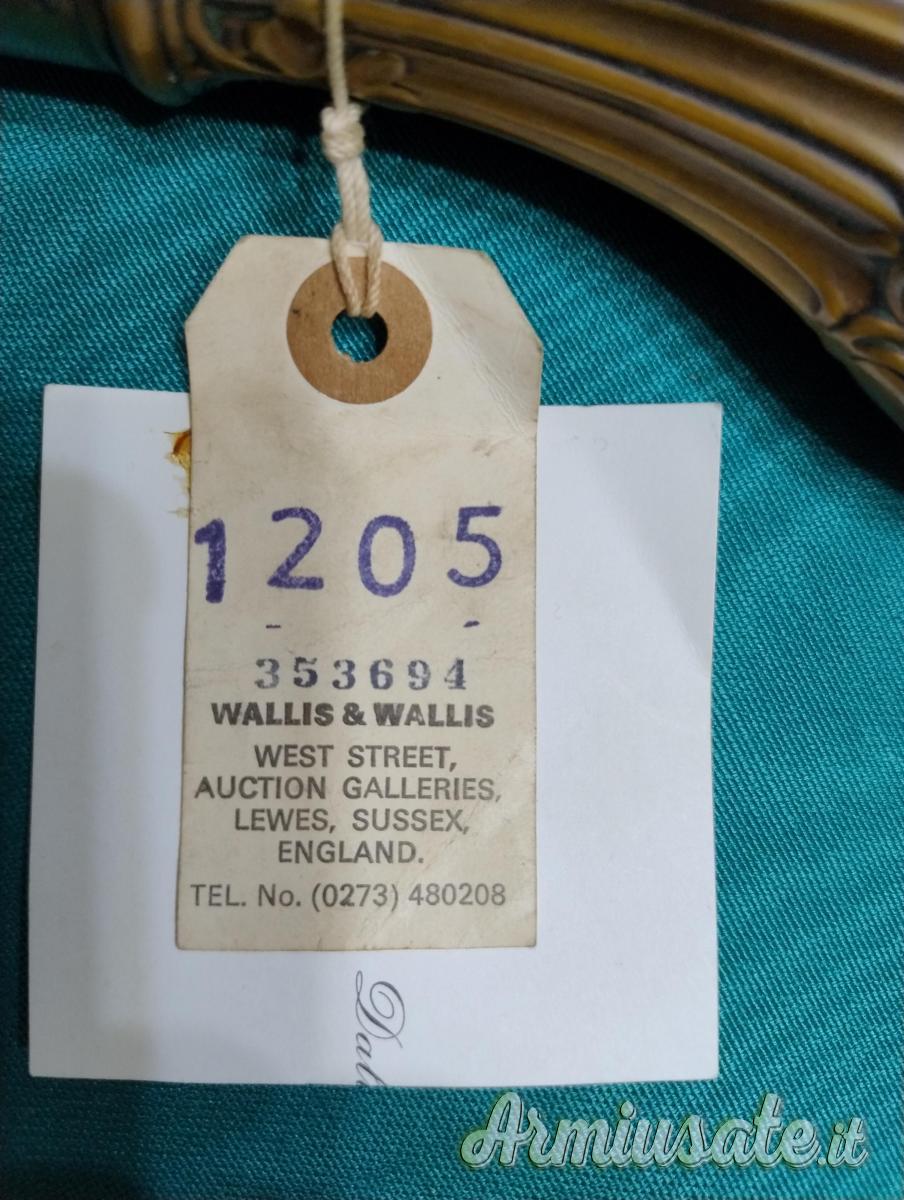 1205
353694
WALLIS & WALLIS
WEST STREET,
AUCTION GALLERIES,
LEWES, SUSSEX,
ENGLAND.
TEL. No. (0273) 480208
Armiusate.it